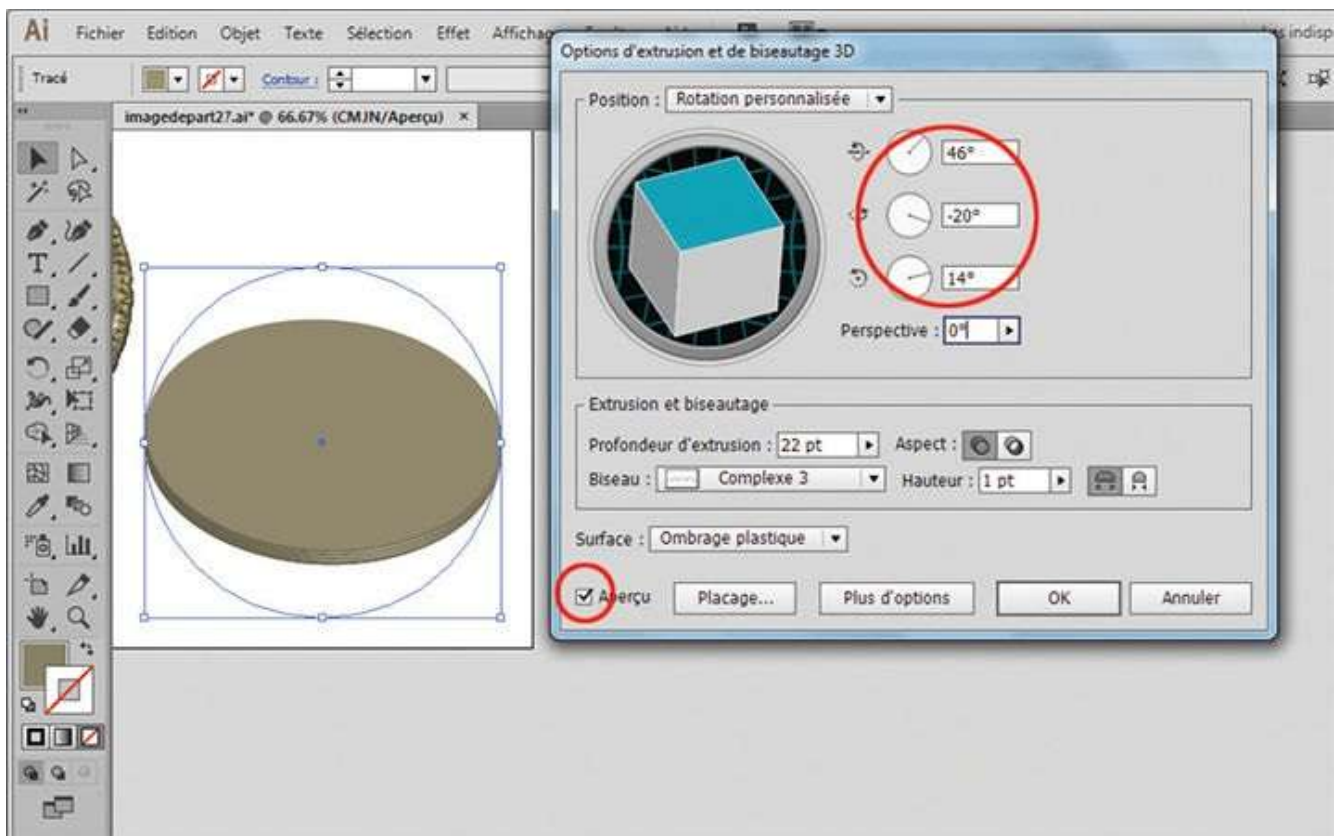 Ai Fichier Edition Objet Texte Sélection Effet
Tracé Contour :
imagedepart27.ai* @ 66.67% (CMJN/Aperçu) ×
Options d'extrusion et de biseautage 3D
Position : Rotation personnalisée
46°
-20°
14°
Perspective : 0°
Extrusion et biseautage
Profondeur d'extrusion : 22 pt Aspect :
Biseau : Complexe 3 Hauteur : 1 pt
Surface : Ombrage plastique
Aperçu Placage... Plus d'options OK Annuler